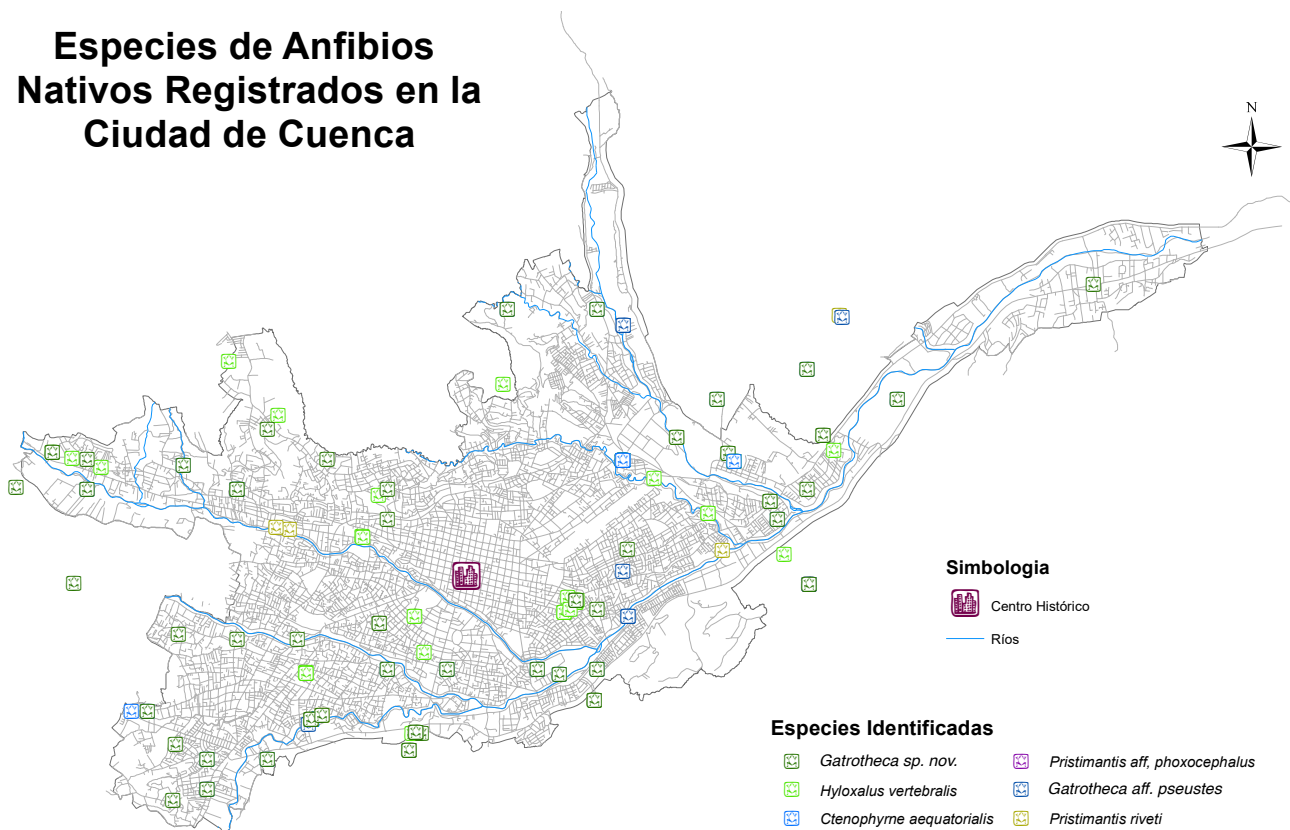 Especies de Anfibios
Nativos Registrados en la
Ciudad de Cuenca
N
Simbologia
Centro Histórico
Ríos
Especies Identificadas
Gatrotheca sp. nov.
Hyloxalus vertebralis
Ctenophyrne aequatorialis
Pristimantis aff, phoxocephalus
Gatrotheca aff. pseustes
Pristimantis riveti